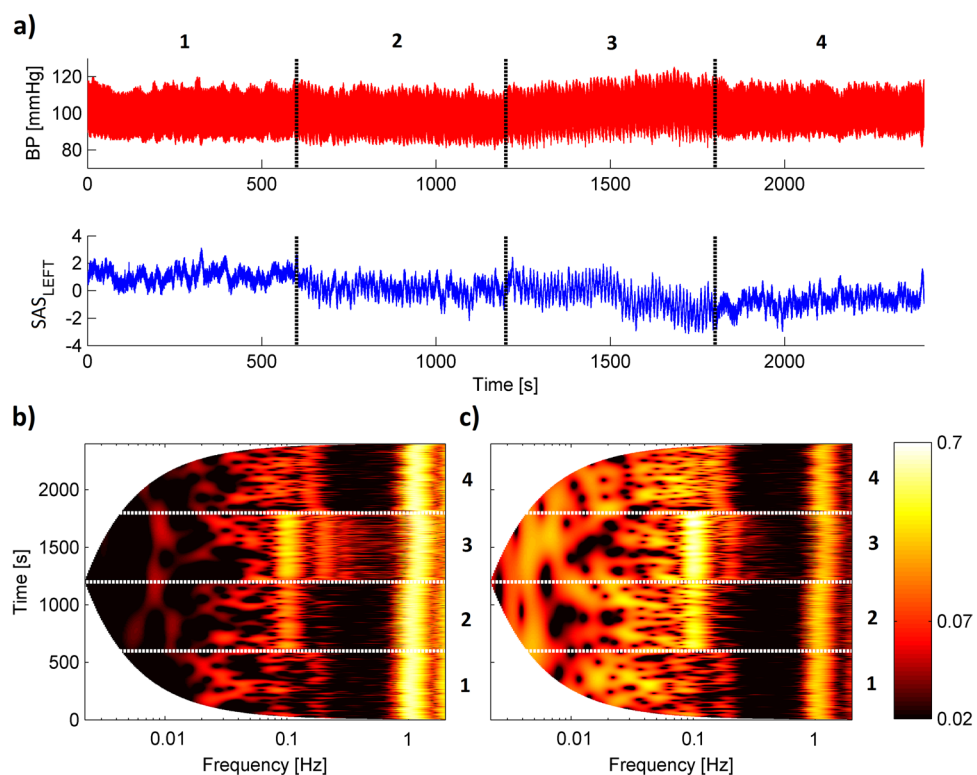 a)
1 2 3 4
BP [mmHg]
120
100
80
0 500 1000 1500 2000
SAS_LEFT
4
2
0
-2
-4
0 500 1000 1500 2000
Time [s]
b)
c)
Time [s]
2000
1500
1000
500
0
4
3
2
1
0.01 0.1 1
Frequency [Hz]
4
3
2
1
0.01 0.1 1
Frequency [Hz]
0.7
0.07
0.02